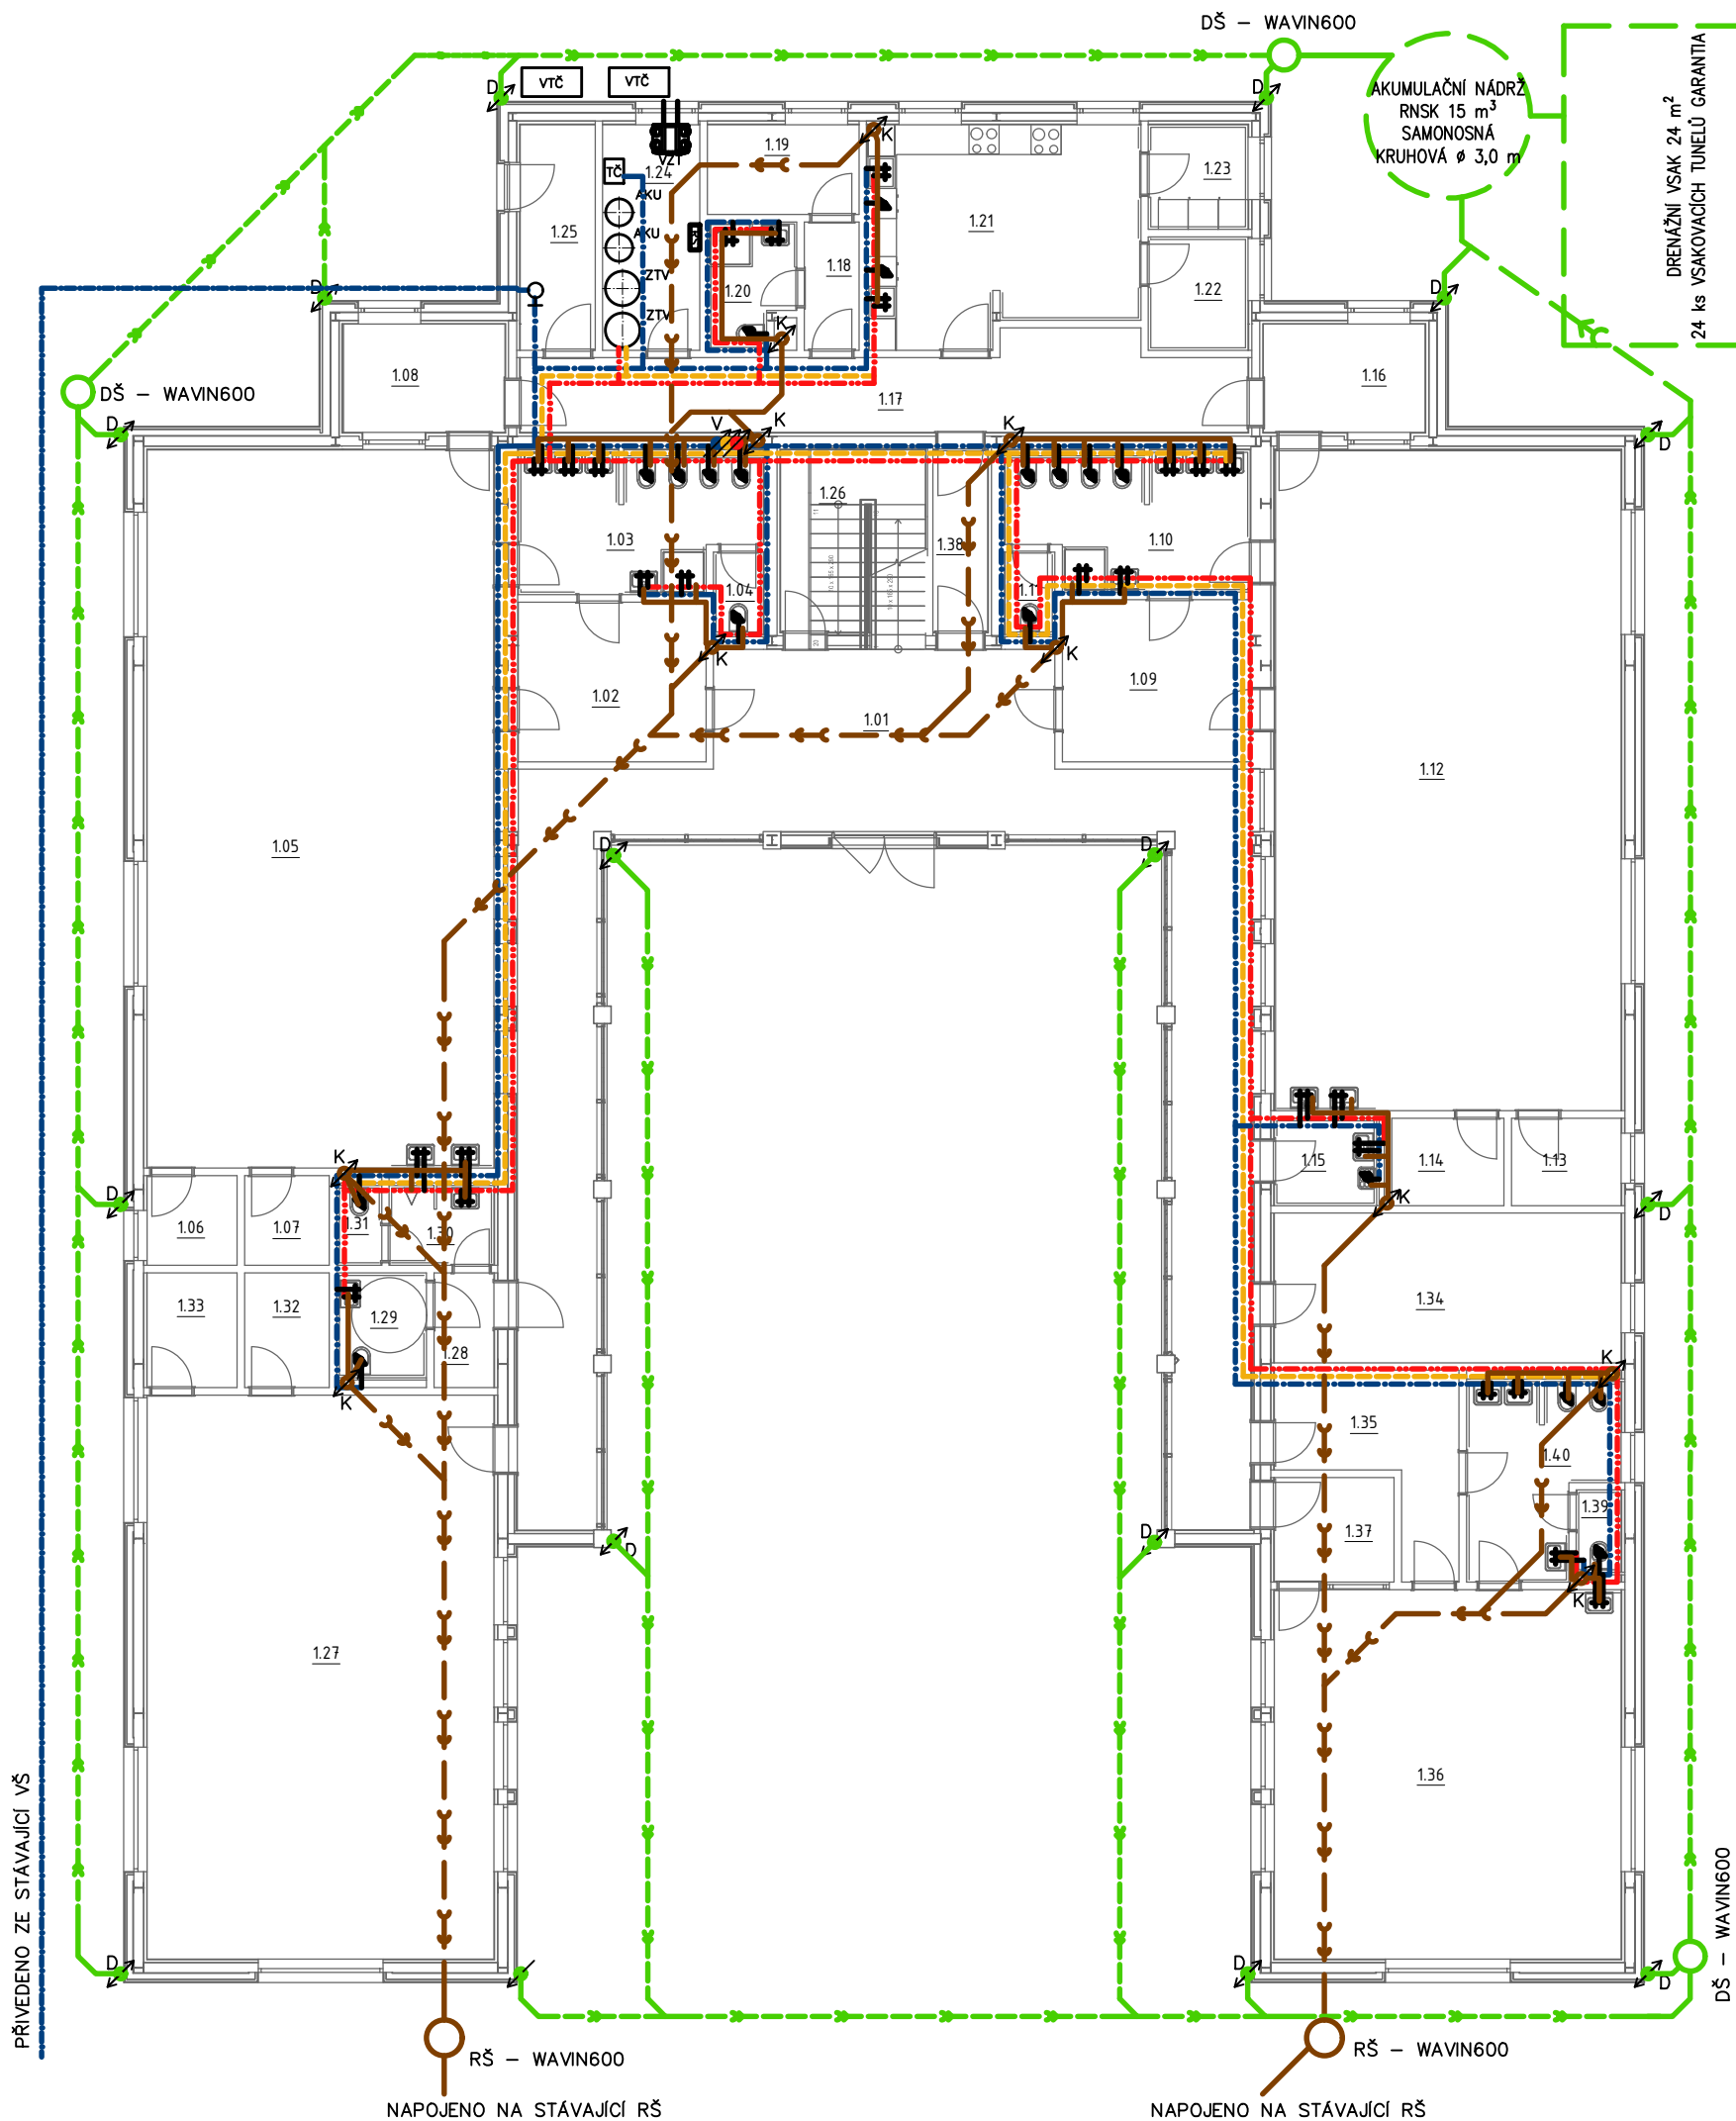 DŠ – WAVIN600
AKUMULAČNÍ NÁDRŽ
RNSK 15 m³
SAMONOSNÁ
KRUHOVÁ ø 3,0 m
DRENÁŽNÍ VSAK 24 m²
24 ks VSAKOVACÍCH TUNELŮ GARANTIA
D
VTČ
VTČ
D
K
VZT
TČ
1.24
1.19
1.23
AKU
AKU
1.25
1.21
1.18
ZTV
ZTV
1.20
1.22
K
D
D
1.08
1.16
1.17
DŠ – WAVIN600
D
V
K
K
D
1.26
1.03
1.38
1.10
1.04
1.11
K
K
1.02
1.09
1.01
1.12
1.05
D
D
K
1.15
1.14
1.13
K
D
D
1.06
1.07
1.31
1.30
1.33
1.32
1.29
1.28
1.34
K
K
1.35
1.40
1.39
1.37
D
D
K
1.27
1.36
D
D
D
PŘIVEDENO ZE STÁVAJÍCÍ VŠ
DŠ – WAVIN600
RŠ – WAVIN600
RŠ – WAVIN600
NAPOJENO NA STÁVAJÍCÍ RŠ
NAPOJENO NA STÁVAJÍCÍ RŠ